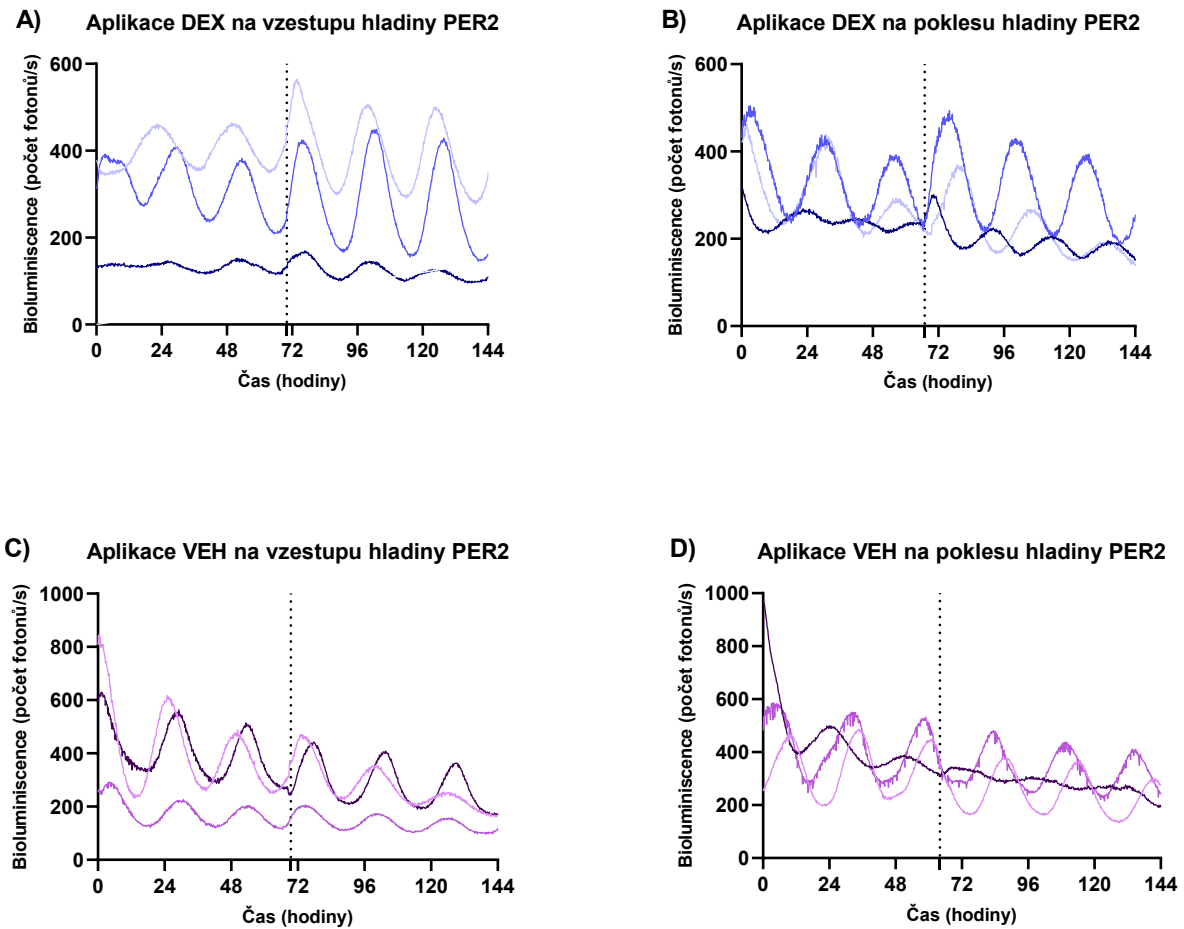 A)
Aplikace DEX na vzestupu hladiny PER2
Bioluminiscence (počet fotonů/s)
600
400
200
0
0 24 48 72 96 120 144
Čas (hodiny)
B)
Aplikace DEX na poklesu hladiny PER2
Bioluminiscence (počet fotonů/s)
600
400
200
0
0 24 48 72 96 120 144
Čas (hodiny)
C)
Aplikace VEH na vzestupu hladiny PER2
Bioluminiscence (počet fotonů/s)
1000
800
600
400
200
0
0 24 48 72 96 120 144
Čas (hodiny)
D)
Aplikace VEH na poklesu hladiny PER2
Bioluminiscence (počet fotonů/s)
1000
800
600
400
200
0
0 24 48 72 96 120 144
Čas (hodiny)